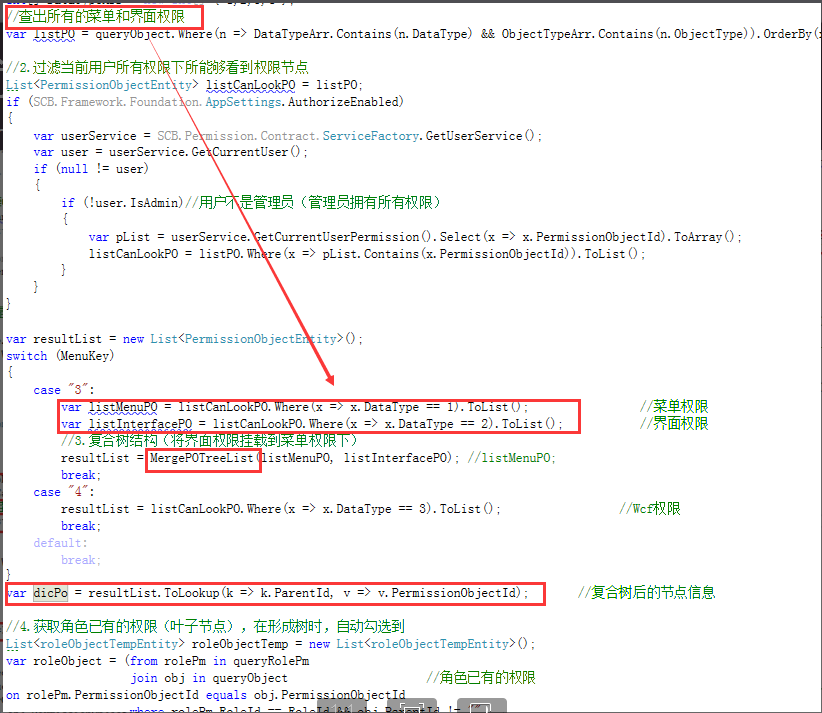 //查出所有的菜单和界面权限
var listPO = queryObject.Where(n => DataTypeArr.Contains(n.DataType) && ObjectTypeArr.Contains(n.ObjectType)).OrderBy(
//2.过滤当前用户所有权限下所能够看到权限节点
List<PermissionObjectEntity> listCanLookPO = listPO;
if (SCB.Framework.Foundation.AppSettings.AuthorizeEnabled)
{
var userService = SCB.Permission.Contract.ServiceFactory.GetUserService();
var user = userService.GetCurrentUser();
if (null != user)
{
if (!user.IsAdmin)//用户不是管理员（管理员拥有所有权限）
{
var pList = userService.GetCurrentUserPermission().Select(x => x.PermissionObjectId).ToArray();
listCanLookPO = listPO.Where(x => pList.Contains(x.PermissionObjectId)).ToList();
}
}
}
var resultList = new List<PermissionObjectEntity>();
switch (MenuKey)
{
case "3":
var listMenuPO = listCanLookPO.Where(x => x.DataType == 1).ToList(); //菜单权限
var listInterfacePO = listCanLookPO.Where(x => x.DataType == 2).ToList(); //界面权限
//3.复合树结构（将界面权限挂载到菜单权限下）
resultList = MergePOTreeList(listMenuPO, listInterfacePO); //listMenuPO;
break;
case "4":
resultList = listCanLookPO.Where(x => x.DataType == 3).ToList(); //Wcf权限
break;
default:
break;
}
var dicPo = resultList.ToLookup(k => k.ParentId, v => v.PermissionObjectId); //复合树后的节点信息
//4.获取角色已有的权限（叶子节点），在形成树时，自动勾选到
List<roleObjectTempEntity> roleObjectTemp = new List<roleObjectTempEntity>();
var roleObject = (from rolePm in queryRolePm
join obj in queryObject //角色已有的权限
on rolePm.PermissionObjectId equals obj.PermissionObjectId
where rolePm.RoleId == RoleId && obj.ParentId !=